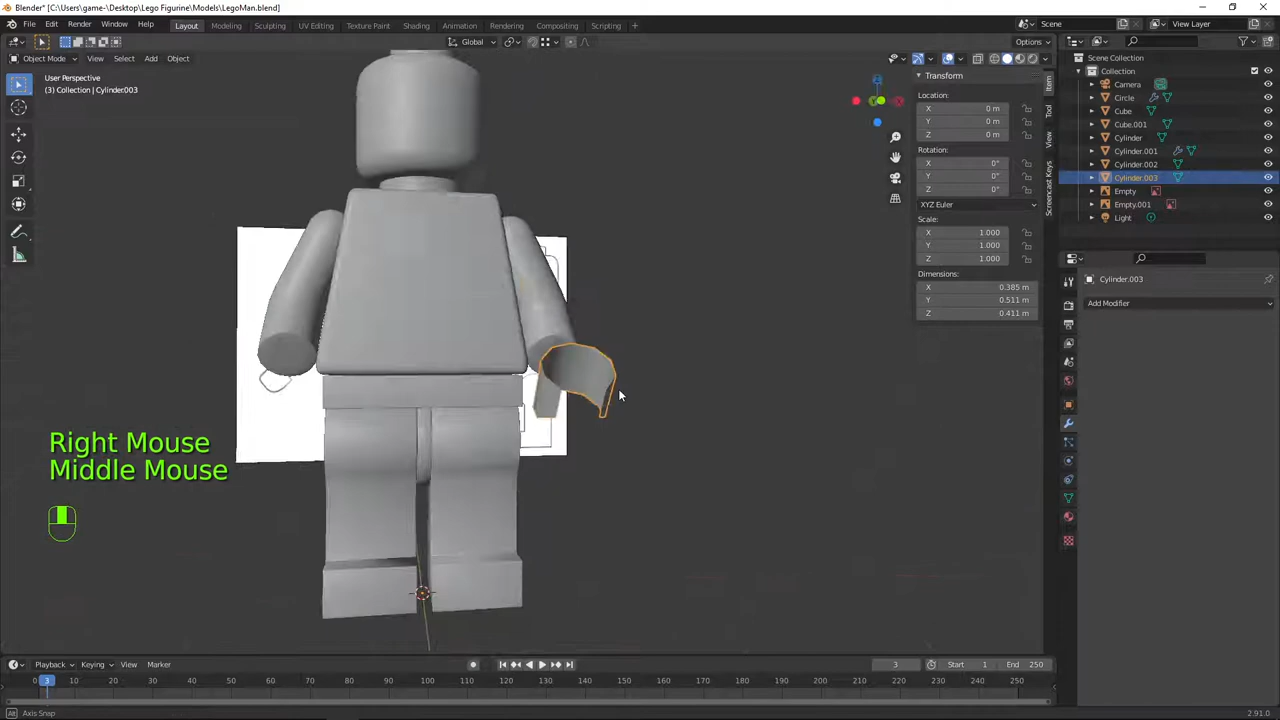 Blender* [C:\Users\game-\Desktop\Lego Figurine\Models\LegoMan.blend]
File Edit Render Window Help Layout Modeling Sculpting UV Editing Texture Paint Shading Animation Rendering Compositing Scripting + Scene View Layer
Global Options
Object Mode View Select Add Object
User Perspective
(3) Collection | Cylinder.003
Transform
Location:
X 0 m
Y 0 m
Z 0 m
Rotation:
X 0°
Y 0°
Z 0°
XYZ Euler
Scale:
X 1.000
Y 1.000
Z 1.000
Dimensions:
X 0.385 m
Y 0.511 m
Z 0.411 m
Item
Tool
View
Screencast Keys
Scene Collection
Collection
Camera
Circle
Cube
Cube.001
Cylinder
Cylinder.001
Cylinder.002
Cylinder.003
Empty
Empty.001
Light
Cylinder.003
Add Modifier
Right Mouse
Middle Mouse
Playback Keying View Marker 3 Start 1 End 250
0 3 10 20 30 40 50 60 70 80 90 100 110 120 130 140 150 160 170 180 190 200 210 220 230 240 250
Axis Snap 2.91.0